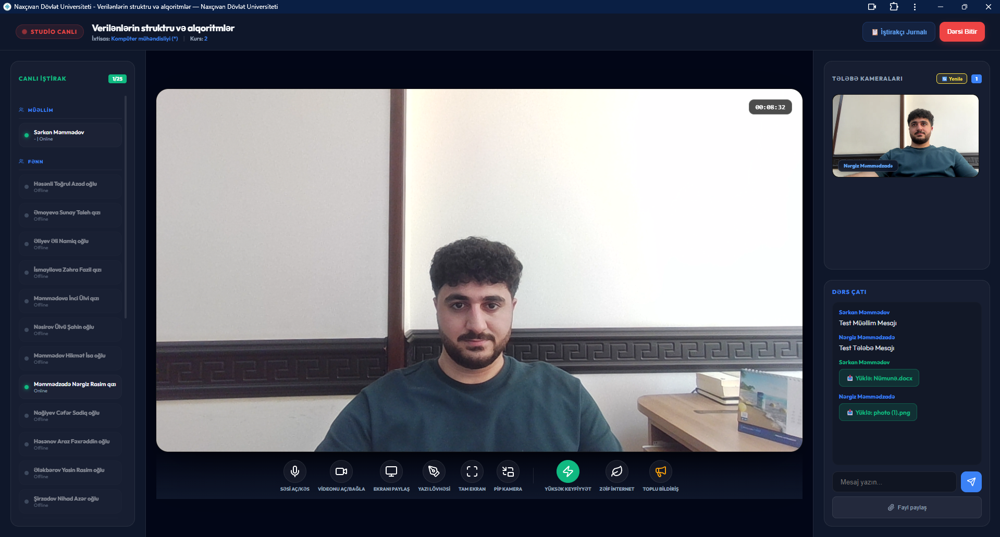 Naxçıvan Dövlət Universiteti - Verilənlərin struktru və alqoritmlər — Naxçıvan Dövlət Universiteti
STUDİO CANLI
Verilənlərin struktru və alqoritmlər
İxtisas: Kompüter mühəndisliyi (*) | Kurs: 2
İştirakçı Jurnalı
Dərsi Bitir
CANLI İŞTİRAK
1/25
MÜƏLLİM
Sərkan Məmmədov
- | Online
FƏNN
Həsənli Toğrul Azad oğlu
Offline
Əmoyeva Sunay Taleh qızı
Offline
Əliyev Əli Namiq oğlu
Offline
İsmayilova Zəhra Fazil qızı
Offline
Məmmədova İnci Ülvi qızı
Offline
Nəsirov Ülvü Şahin oğlu
Offline
Məmmədov Hikmət İsa oğlu
Offline
Məmmədzadə Nərgiz Rasim qızı
Online
Nağıyev Cəfər Sadiq oğlu
Offline
Həsənov Araz Fəxrəddin oğlu
Offline
Ələkbərov Yasin Rasim oğlu
Offline
Şirzadov Nihad Azər oğlu
Offline
00:08:32
SƏSİ AÇ/KƏS
VİDEONU AÇ/BAĞLA
EKRANI PAYLAŞ
YAZI LÖVHƏSİ
TAM EKRAN
PİP KAMERA
YÜKSƏK KEYFİYYƏT
ZƏİF İNTERNET
TOPLU BİLDİRİŞ
TƏLƏBƏ KAMERALARI
Yenilə
1
Nərgiz Məmmədzadə
DƏRS ÇATI
Sərkan Məmmədov
Test Müəllim Mesajı
Nərgiz Məmmədzadə
Test Tələbə Mesajı
Sərkan Məmmədov
Yüklə: Nümunə.docx
Nərgiz Məmmədzadə
Yüklə: photo (1).png
Mesaj yazın...
Fayl paylaş